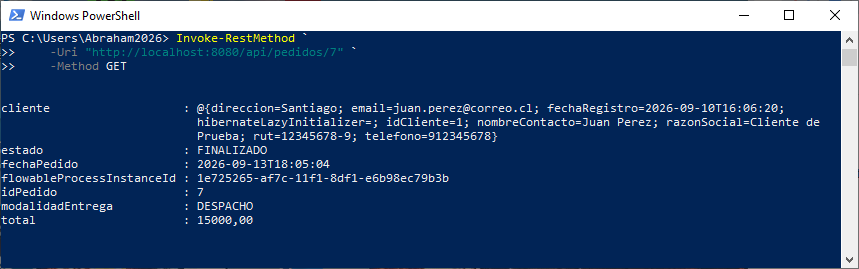 Windows PowerShell
PS C:\Users\Abraham2026> Invoke-RestMethod `
>>     -Uri "http://localhost:8080/api/pedidos/7" `
>>     -Method GET
cliente                   : @{direccion=Santiago; email=juan.perez@correo.cl; fechaRegistro=2026-09-10T16:06:20;
                            hibernateLazyInitializer=; idCliente=1; nombreContacto=Juan Perez; razonSocial=Cliente de
                            Prueba; rut=12345678-9; telefono=912345678}
estado                    : FINALIZADO
fechaPedido               : 2026-09-13T18:05:04
flowableProcessInstanceId : 1e725265-af7c-11f1-8df1-e6b98ec79b3b
idPedido                  : 7
modalidadEntrega          : DESPACHO
total                     : 15000,00